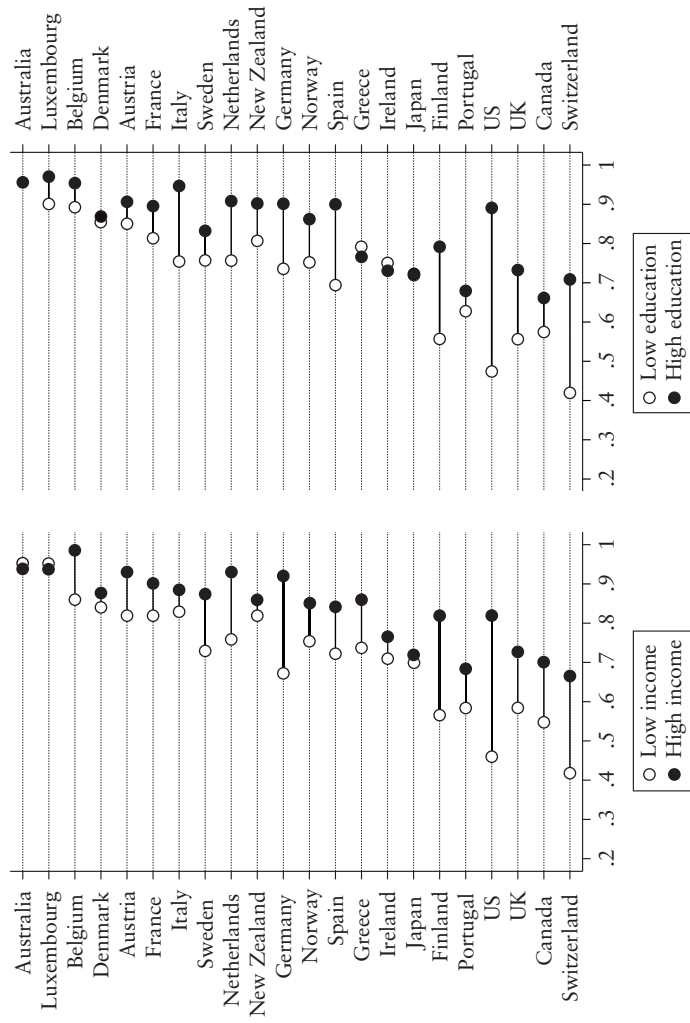 Australia
Luxembourg
Belgium
Denmark
Austria
France
Italy
Sweden
Netherlands
New Zealand
Germany
Norway
Spain
Greece
Ireland
Japan
Finland
Portugal
US
UK
Canada
Switzerland
.2 .3 .4 .5 .6 .7 .8 .9 1
Low income
High income
Australia
Luxembourg
Belgium
Denmark
Austria
France
Italy
Sweden
Netherlands
New Zealand
Germany
Norway
Spain
Greece
Ireland
Japan
Finland
Portugal
US
UK
Canada
Switzerland
.2 .3 .4 .5 .6 .7 .8 .9 1
Low education
High education